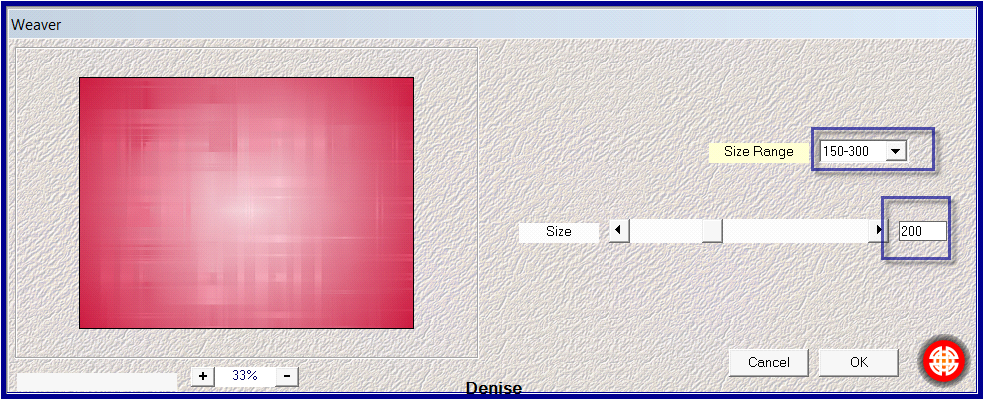 Weaver
Size Range 150-300
Size 200
Cancel OK
+ 33% -
Denise